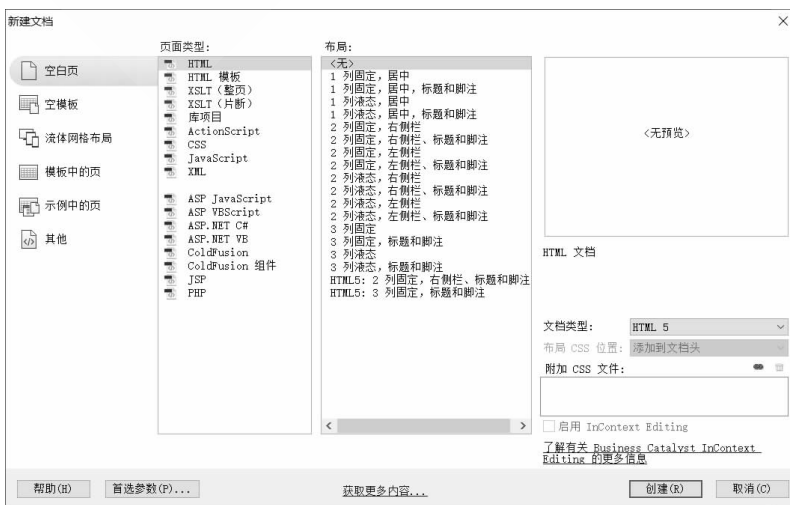 新建文档
空白页
空模板
流体网格布局
模板中的页
示例中的页
其他
页面类型:
HTML
HTML 模板
XSLT（整页）
XSLT（片断）
库项目
ActionScript
CSS
JavaScript
XML
ASP JavaScript
ASP VBScript
ASP.NET C#
ASP.NET VB
ColdFusion
ColdFusion 组件
JSP
PHP
布局:
<无>
1 列固定，居中
1 列固定，居中，标题和脚注
1 列液态，居中
1 列液态，居中，标题和脚注
2 列固定，右侧栏
2 列固定，右侧栏、标题和脚注
2 列固定，左侧栏
2 列固定，左侧栏、标题和脚注
2 列液态，右侧栏
2 列液态，右侧栏、标题和脚注
2 列液态，左侧栏
2 列液态，左侧栏、标题和脚注
3 列固定
3 列固定，标题和脚注
3 列液态
3 列液态，标题和脚注
HTML5: 2 列固定，右侧栏、标题和脚注
HTML5: 3 列固定，标题和脚注
<无预览>
HTML 文档
文档类型: HTML 5
布局 CSS 位置: 添加到文档头
附加 CSS 文件:
启用 InContext Editing
了解有关 Business Catalyst InContext
Editing 的更多信息
帮助(H) 首选参数(P)... 获取更多内容... 创建(R) 取消(C)